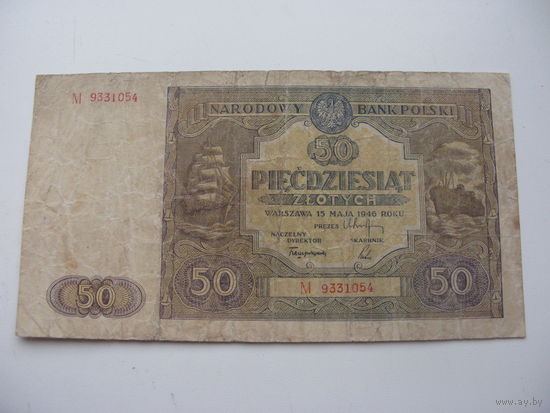 M 9331054
NARODOWY BANK POLSKI
50
PIĘĆDZIESIĄT
ZŁOTYCH
WARSZAWA 15 MAJA 1946 ROKU
PREZES
NACZELNY DYREKTOR
SKARBNIK
50
50
50
M 9331054
www.ay.by